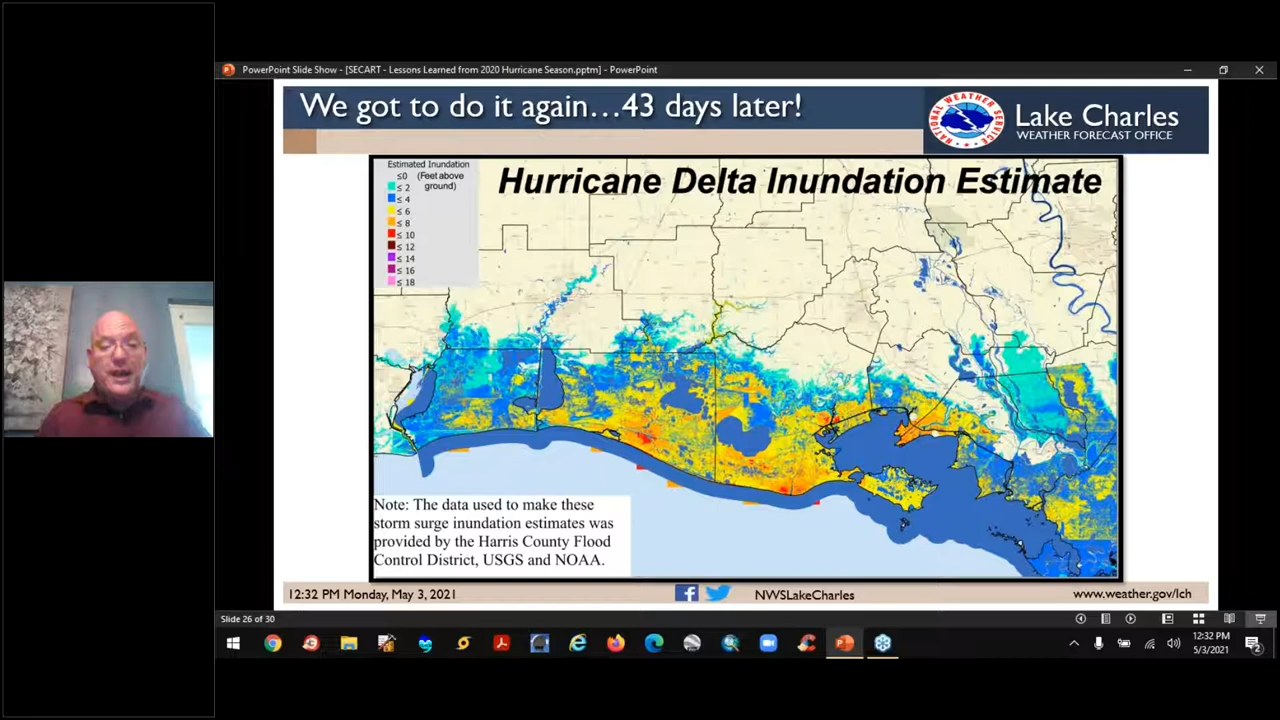 PowerPoint Slide Show - [SECART - Lessons Learned from 2020 Hurricane Season.pptm] - PowerPoint
We got to do it again...43 days later!
NATIONAL WEATHER SERVICE
Lake Charles
WEATHER FORECAST OFFICE
Hurricane Delta Inundation Estimate
Estimated Inundation
≤0 (Feet above
ground)
≤ 2
≤ 4
≤ 6
≤ 8
≤ 10
≤ 12
≤ 14
≤ 16
≤ 18
Note: The data used to make these
storm surge inundation estimates was
provided by the Harris County Flood
Control District, USGS and NOAA.
12:32 PM Monday, May 3, 2021
NWSLakeCharles
www.weather.gov/lch
Slide 26 of 30
12:32 PM
5/3/2021
2